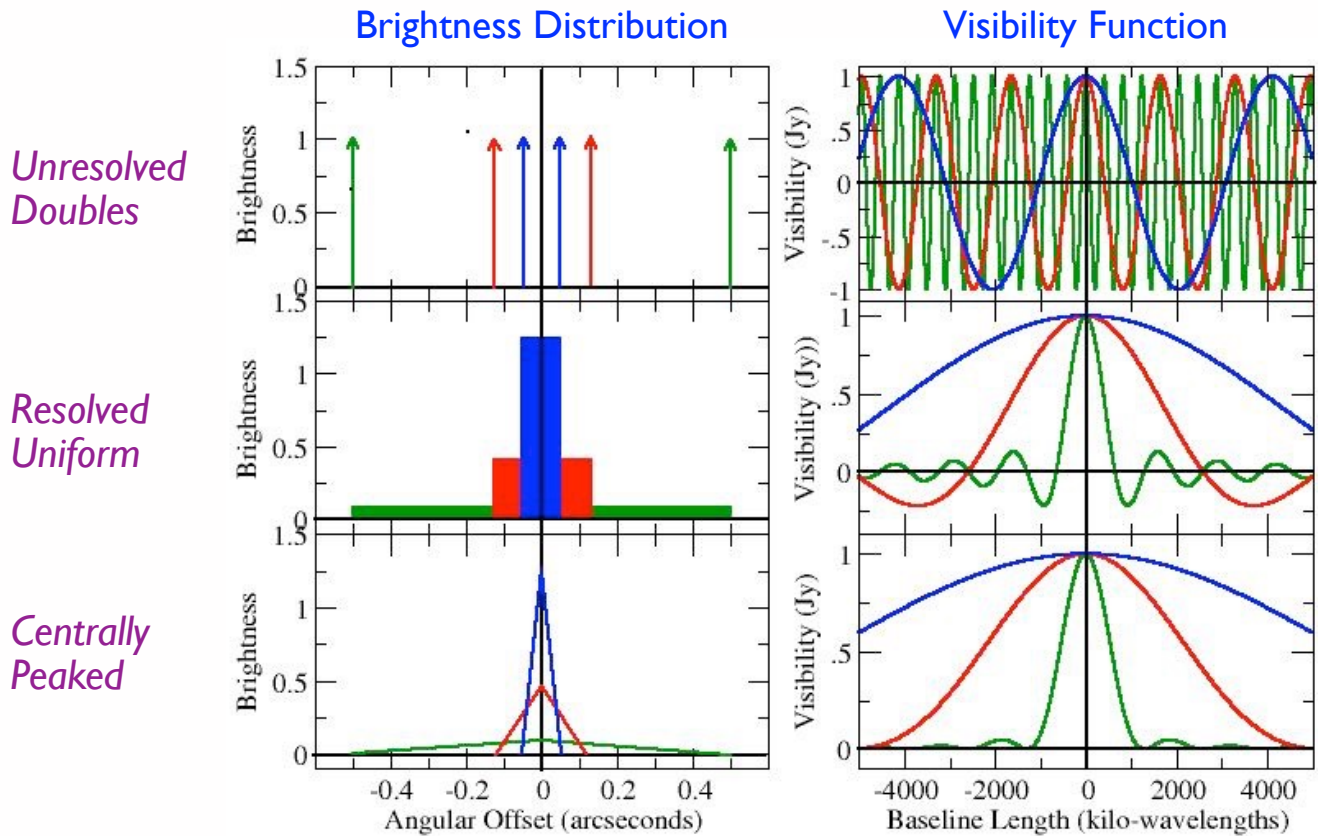 Brightness Distribution
Visibility Function
Unresolved
Doubles
Brightness
1.5
1
0.5
0
Visibility (Jy)
1
.5
0
-.5
-1
Resolved
Uniform
Brightness
1.5
1
0.5
0
Visibility (Jy))
1
.5
0
Centrally
Peaked
Brightness
1.5
1
0.5
0
-0.4
-0.2
0
0.2
0.4
Angular Offset (arcseconds)
Visibility (Jy)
1
.5
0
-4000
-2000
0
2000
4000
Baseline Length (kilo-wavelengths)